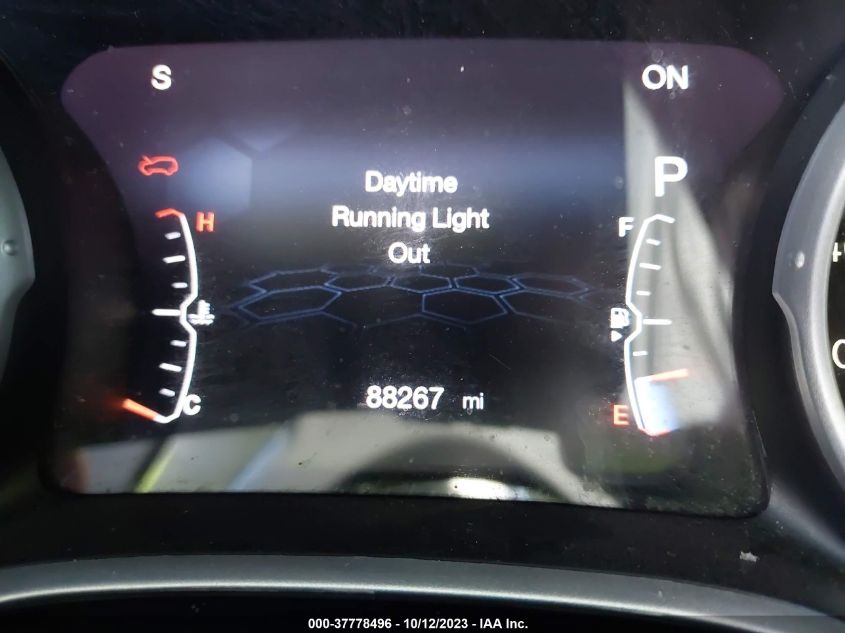 S
ON
Daytime
P
Running Light
H
F
Out
88267 mi
C
E
000-37778496 - 10/12/2023 - IAA Inc.